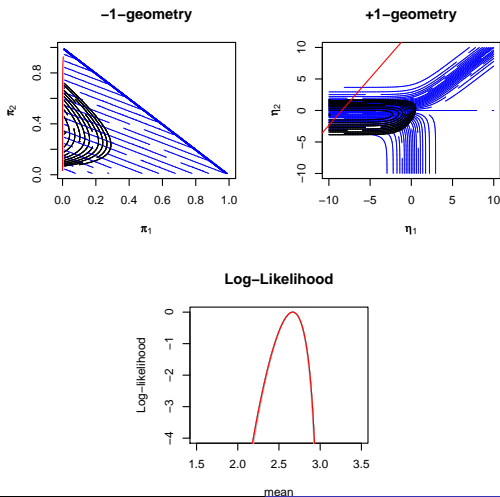 −1−geometry
π2
0.0 0.4 0.8
0.0 0.2 0.4 0.6 0.8 1.0
π1
+1−geometry
η2
−10 −5 0 5 10
−10 −5 0 5 10
η1
Log−Likelihood
Log−likelihood
−4 −3 −2 −1 0
1.5 2.0 2.5 3.0 3.5
mean